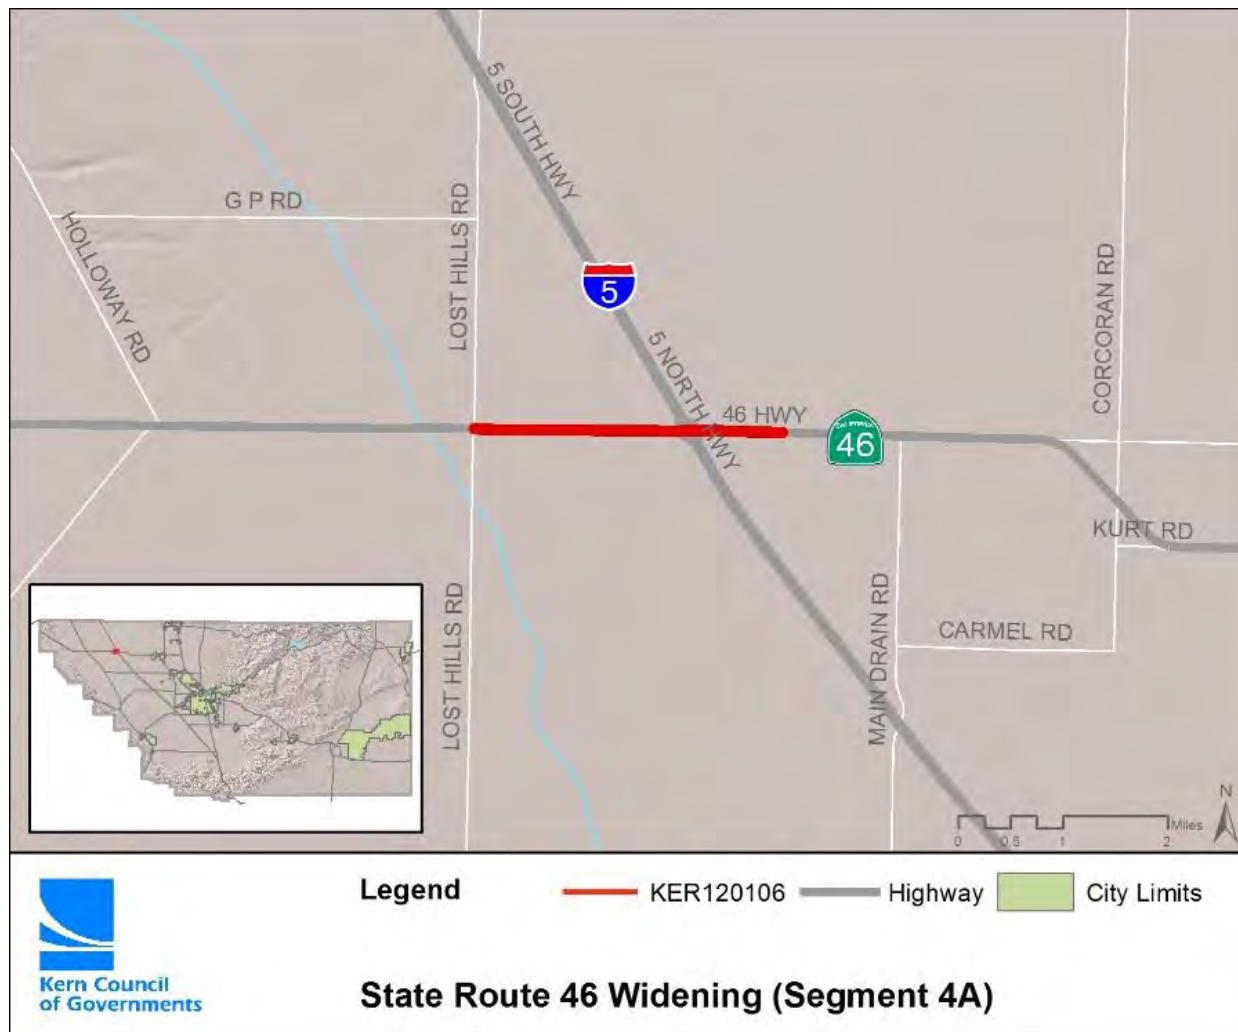 5 SOUTH HWY
G P RD
HOLLOWAY RD
LOST HILLS RD
5
5 NORTH HWY
CORCORAN RD
46 HWY
46
KURT RD
LOST HILLS RD
MAIN DRAIN RD
CARMEL RD
N
Miles
0 0.5 1 2
Legend
KER120106
Highway
City Limits
Kern Council
of Governments
State Route 46 Widening (Segment 4A)